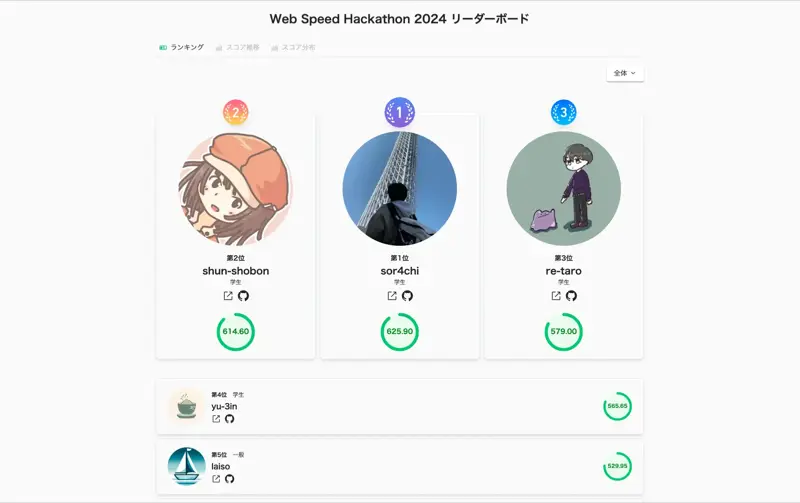 Web Speed Hackathon 2024 リーダーボード
ランキング スコア推移 スコア分布
全体
2
第2位
shun-shobon
学生
614.60
1
第1位
sor4chi
学生
625.90
3
第3位
re-taro
学生
579.00
第4位 学生
yu-3in
565.65
第5位 一般
laiso
529.95